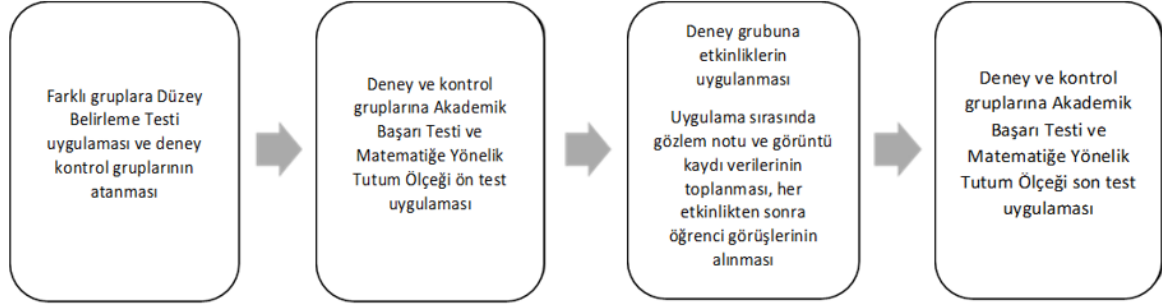 Farklı gruplara Düzey
Belirleme Testi
uygulaması ve deney
kontrol gruplarının
atanması
Deney ve kontrol
gruplarına Akademik
Başarı Testi ve
Matematiğe Yönelik
Tutum Ölçeği ön test
uygulaması
Deney grubuna
etkinliklerin
uygulanması
Uygulama sırasında
gözlem notu ve görüntü
kaydı verilerinin
toplanması, her
etkinlikten sonra
öğrenci görüşlerinin
alınması
Deney ve kontrol
gruplarına Akademik
Başarı Testi ve
Matematiğe Yönelik
Tutum Ölçeği son test
uygulaması